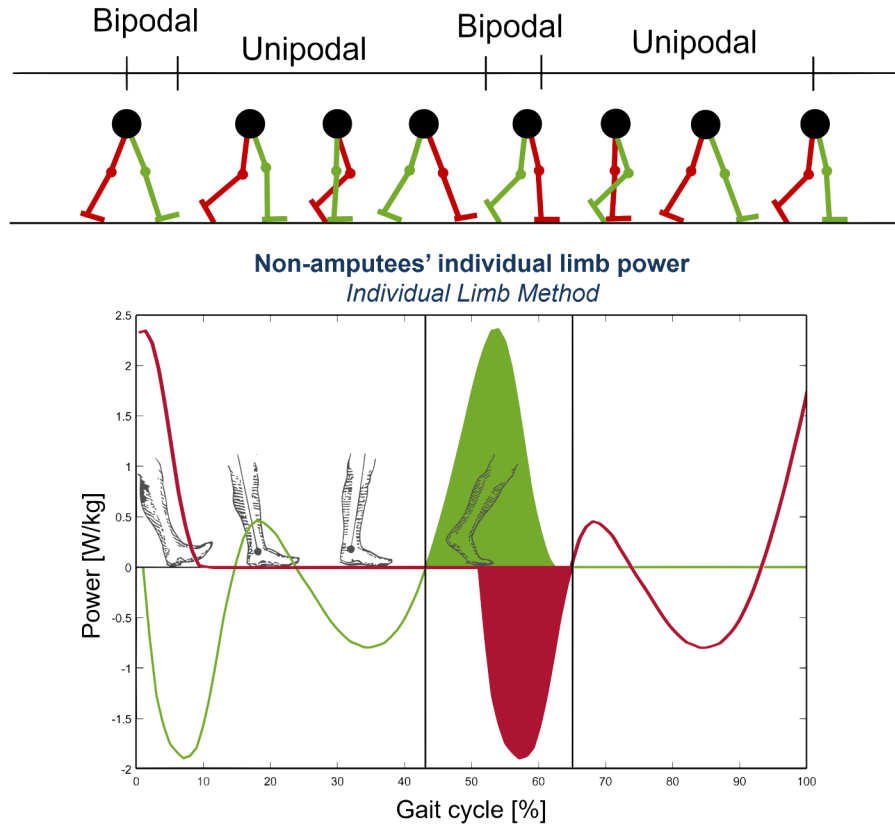 Bipodal
Unipodal
Bipodal
Unipodal
Non-amputees' individual limb power
Individual Limb Method
2.5
2
1.5
1
0.5
0
-0.5
-1
-1.5
-2
Power [W/kg]
0 10 20 30 40 50 60 70 80 90 100
Gait cycle [%]